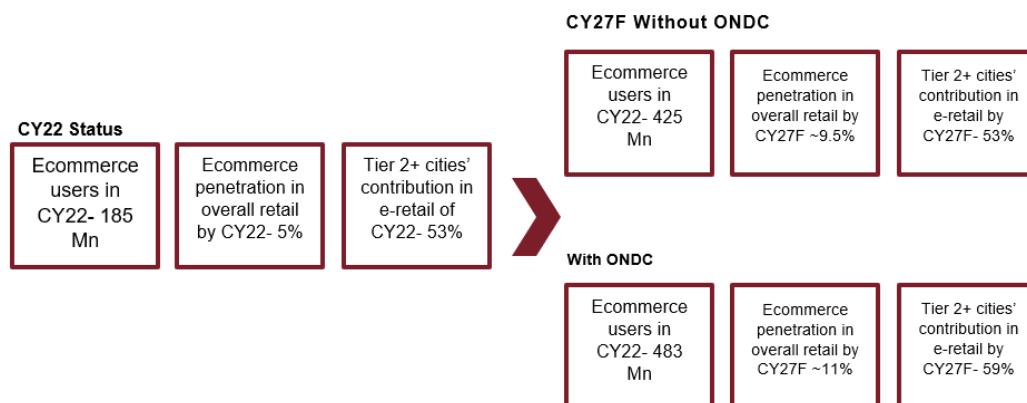 CY22 Status
Ecommerce
users in
CY22- 185
Mn
Ecommerce
penetration in
overall retail
by CY22- 5%
Tier 2+ cities’
contribution in
e-retail of
CY22- 53%
CY27F Without ONDC
Ecommerce
users in
CY22- 425
Mn
Ecommerce
penetration in
overall retail by
CY27F ~9.5%
Tier 2+ cities’
contribution in
e-retail by
CY27F- 53%
With ONDC
Ecommerce
users in
CY22- 483
Mn
Ecommerce
penetration in
overall retail by
CY27F ~11%
Tier 2+ cities’
contribution in
e-retail by
CY27F- 59%